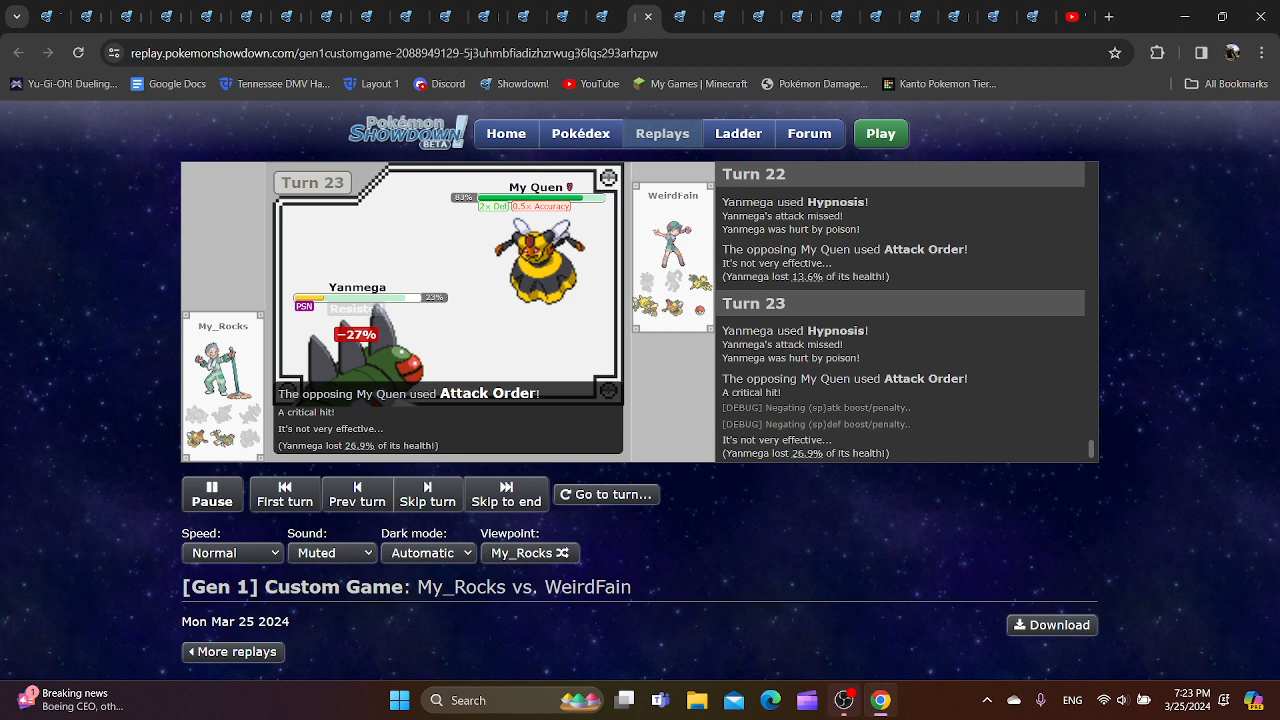 replay.pokemonshowdown.com/gen1customgame-2088949129-5j3uhmbfiadizhzrwug36lqs293arhzpw
Yu-Gi-Oh! Dueling...
Google Docs
Tennessee DMV Ha...
Layout 1
Discord
Showdown!
YouTube
My Games | Minecraft
Pokémon Damage...
Kanto Pokemon Tier...
All Bookmarks
Pokémon
SHOWDOWN!
BETA
Home
Pokédex
Replays
Ladder
Forum
Play
Turn 23
My Quen
83%
2× Def
0.5× Accuracy
Yanmega
23%
PSN
−27%
My_Rocks
WeirdFain
The opposing My Quen used Attack Order!
A critical hit!
It's not very effective...
(Yanmega lost 26.9% of its health!)
Turn 22
Yanmega used Hypnosis!
Yanmega's attack missed!
Yanmega was hurt by poison!
The opposing My Quen used Attack Order!
It's not very effective...
(Yanmega lost 13.6% of its health!)
Turn 23
Yanmega used Hypnosis!
Yanmega's attack missed!
Yanmega was hurt by poison!
The opposing My Quen used Attack Order!
A critical hit!
[DEBUG] Negating (sp)atk boost/penalty..
[DEBUG] Negating (sp)def boost/penalty..
It's not very effective...
(Yanmega lost 26.9% of its health!)
Pause
First turn
Prev turn
Skip turn
Skip to end
Go to turn...
Speed:
Sound:
Dark mode:
Viewpoint:
Normal
Muted
Automatic
My_Rocks
[Gen 1] Custom Game: My_Rocks vs. WeirdFain
Mon Mar 25 2024
Download
More replays
1
Breaking news
Boeing CEO, oth...
Search
ENG
7:23 PM
3/25/2024
PRE